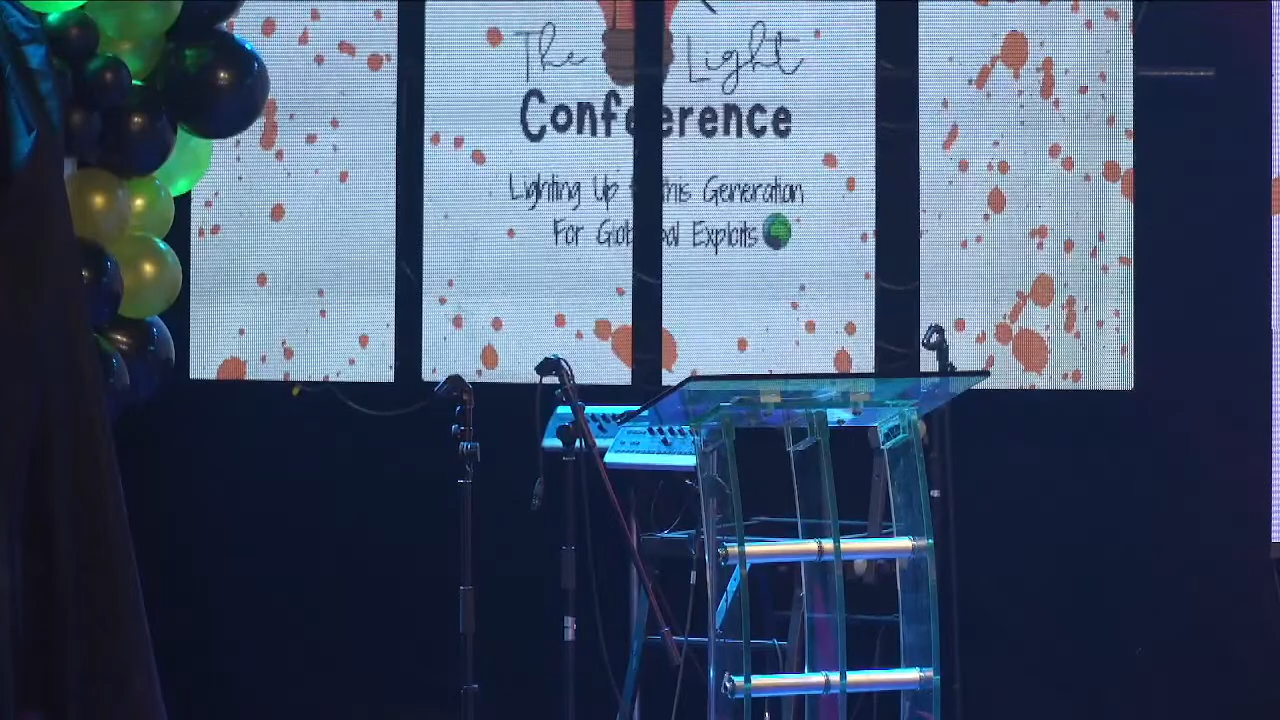 The Light
Conference
Lighting Up this Generation
For Global Exploits